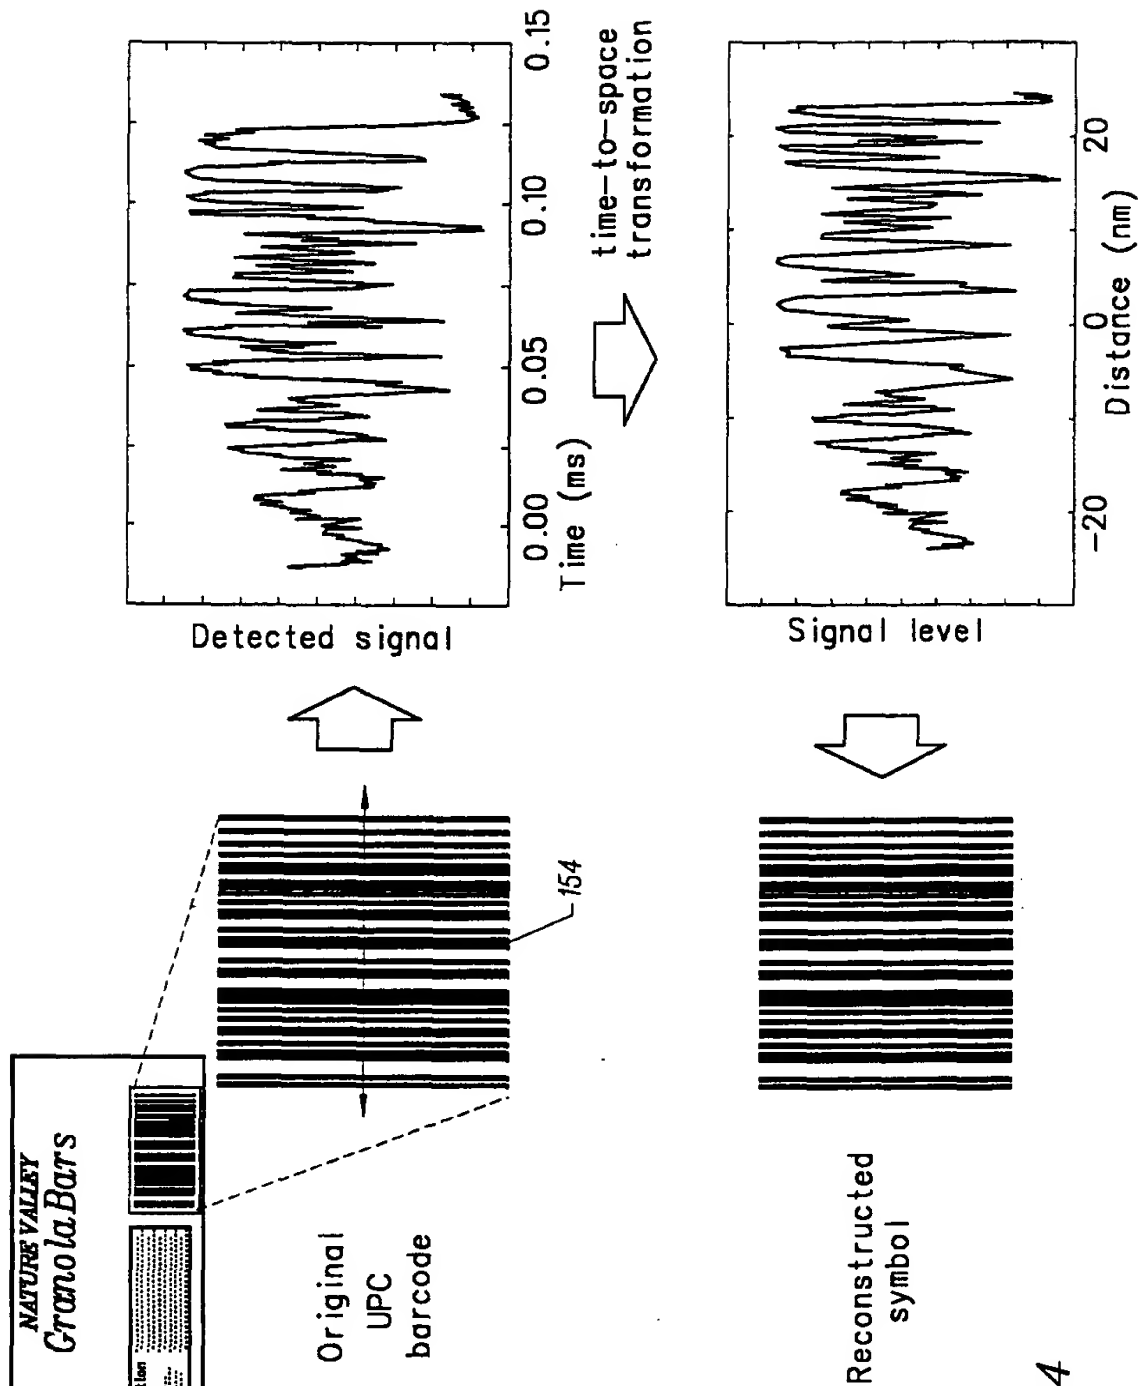 NATURE VALLEY
Granola Bars
tion
Original
UPC
barcode
154
Detected signal
0.00
0.05
0.10
0.15
Time (ms)
time-to-space
transformation
Signal level
-20
0
20
Distance (nm)
Reconstructed
symbol
4